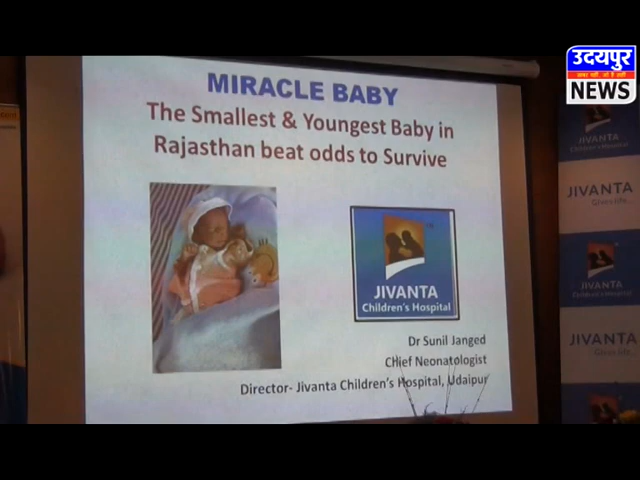 उदयपुर
NEWS
MIRACLE BABY
The Smallest & Youngest Baby in
Rajasthan beat odds to Survive
JIVANTA
Children's Hospital
Dr Sunil Janged
Chief Neonatologist
Director- Jivanta Children's Hospital, Udaipur
JIVANTA
Children's Hospital
JIVANTA
Gives life
JIVANTA
Children's Hospital
JIVANTA
Gives life